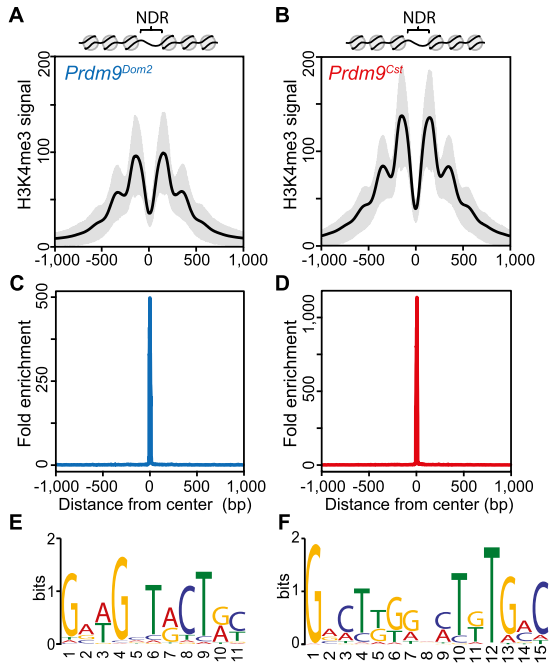 A
NDR
Prdm9Dom2
H3K4me3 signal
200
100
0
-1,000 -500 0 500 1,000
B
NDR
Prdm9Cst
H3K4me3 signal
200
100
0
-1,000 -500 0 500 1,000
C
Fold enrichment
500
250
0
-1,000 -500 0 500 1,000
Distance from center (bp)
D
Fold enrichment
1,000
500
0
-1,000 -500 0 500 1,000
Distance from center (bp)
E
bits
2
1
0
1 2 3 4 5 6 7 8 9 10 11
F
bits
2
1
0
1 2 3 4 5 6 7 8 9 10 11 12 13 14 15